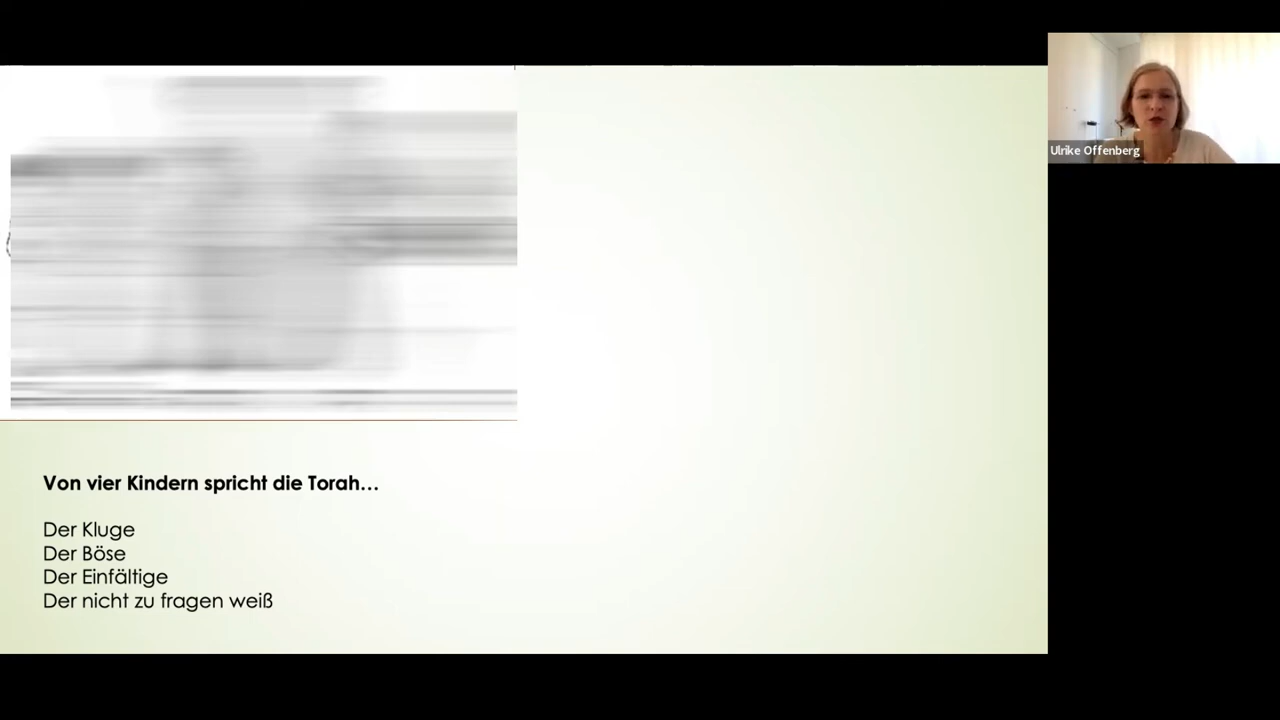 Von vier Kindern spricht die Torah…
Der Kluge
Der Böse
Der Einfältige
Der nicht zu fragen weiß
Ulrike Offenberg